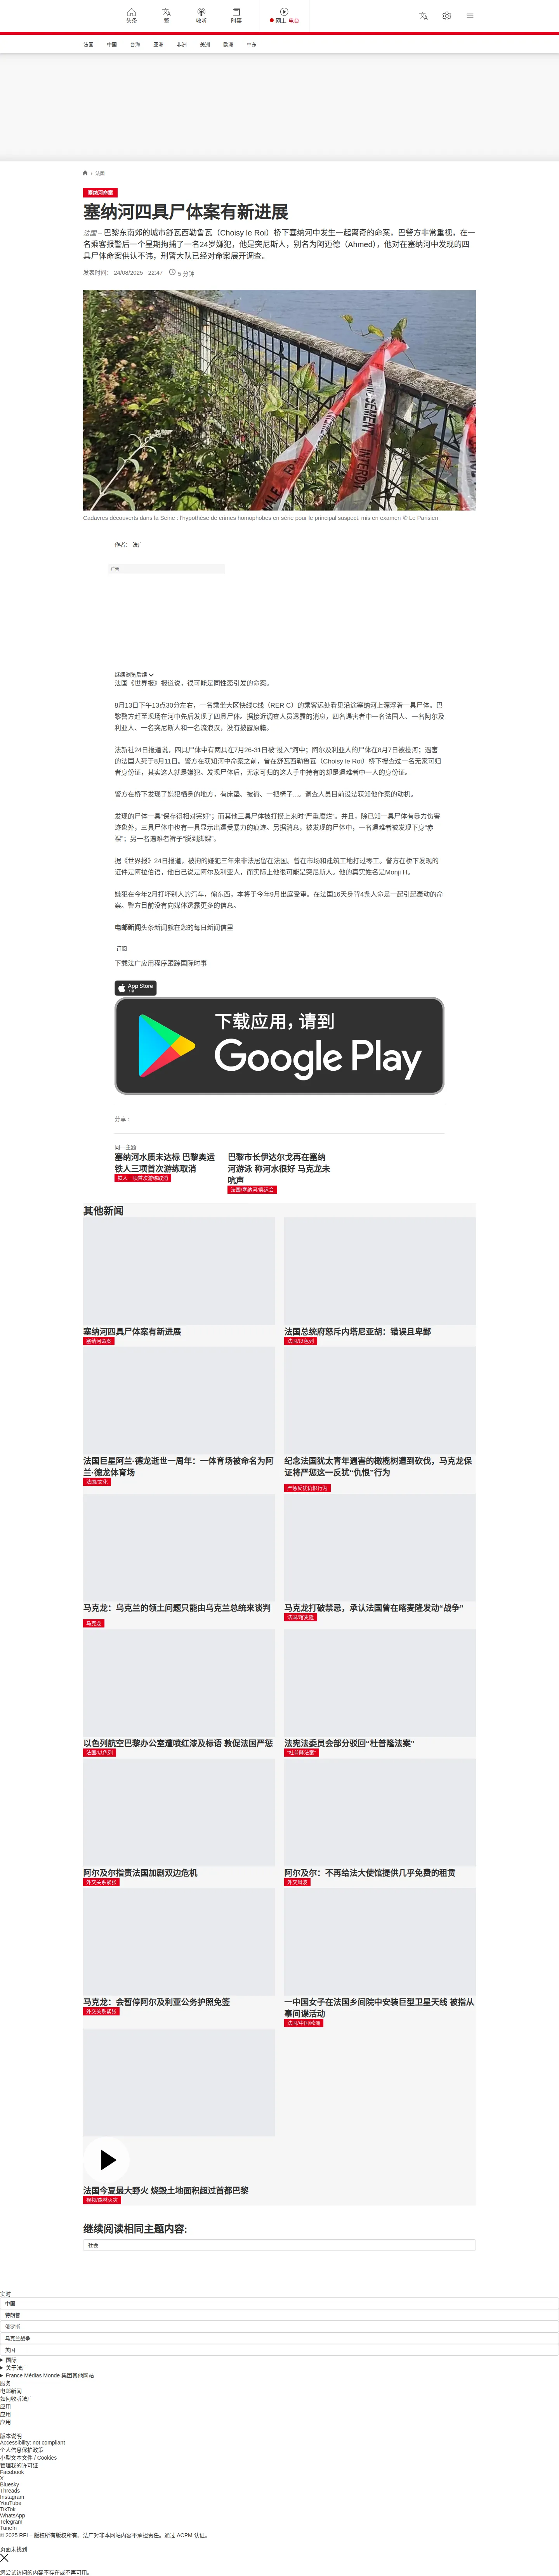 头条
繁
收听
时事
网上 电台
法国
中国
台海
亚洲
非洲
美洲
欧洲
中东
/ 法国
塞纳河命案
塞纳河四具尸体案有新进展
法国 – 巴黎东南郊的城市舒瓦西勒鲁瓦（Choisy le Roi）桥下塞纳河中发生一起离奇的命案，巴警方非常重视，在一
名乘客报警后一个星期拘捕了一名24岁嫌犯，他是突尼斯人，别名为阿迈德（Ahmed），他对在塞纳河中发现的四
具尸体命案供认不讳，刑警大队已经对命案展开调查。
发表时间： 24/08/2025 - 22:47 5 分钟
Cadavres découverts dans la Seine : l'hypothèse de crimes homophobes en série pour le principal suspect, mis en examen © Le Parisien
作者： 法广
广告
继续浏览后续
法国《世界报》报道说，很可能是同性恋引发的命案。
8月13日下午13点30分左右，一名乘坐大区快线C线（RER C）的乘客远处看见沿途塞纳河上漂浮着一具尸体。巴
黎警方赶至现场在河中先后发现了四具尸体。据接近调查人员透露的消息，四名遇害者中一名法国人、一名阿尔及
利亚人、一名突尼斯人和一名流浪汉，没有披露原籍。
法新社24日报道说，四具尸体中有两具在7月26-31日被“投入”河中；阿尔及利亚人的尸体在8月7日被投河；遇害
的法国人死于8月11日。警方在获知河中命案之前，曾在舒瓦西勒鲁瓦（Choisy le Roi）桥下搜查过一名无家可归
者身份证，其实这人就是嫌犯。发现尸体后，无家可归的这人手中持有的却是遇难者中一人的身份证。
警方在桥下发现了嫌犯栖身的地方，有床垫、被褥、一把椅子...。调查人员目前设法获知他作案的动机。
发现的尸体一具“保存得相对完好”；而其他三具尸体被打捞上来时“严重腐烂”。并且，除已知一具尸体有暴力伤害
迹象外，三具尸体中也有一具显示出遭受暴力的痕迹。另据消息，被发现的尸体中，一名遇难者被发现下身“赤
裸”；另一名遇难者裤子“脱到脚踝”。
据《世界报》24日报道，被拘的嫌犯三年来非法居留在法国。曾在市场和建筑工地打过零工。警方在桥下发现的
证件是阿拉伯语，他自己说是阿尔及利亚人，而实际上他很可能是突尼斯人。他的真实姓名是Monji H。
嫌犯在今年2月打坏别人的汽车，偷东西，本将于今年9月出庭受审。在法国16天身背4条人命是一起引起轰动的命
案。警方目前没有向媒体透露更多的信息。
电邮新闻头条新闻就在您的每日新闻信里
订阅
下载法广应用程序跟踪国际时事
App Store
下载
下载应用，请到
Google Play
分享 :
同一主题
塞纳河水质未达标 巴黎奥运
铁人三项首次游练取消
铁人三项首次游练取消
巴黎市长伊达尔戈再在塞纳
河游泳 称河水很好 马克龙未
吭声
法国/塞纳河/奥运会
其他新闻
塞纳河四具尸体案有新进展
塞纳河命案
法国总统府怒斥内塔尼亚胡：错误且卑鄙
法国/以色列
法国巨星阿兰·德龙逝世一周年：一体育场被命名为阿
兰·德龙体育场
法国/文化
纪念法国犹太青年遇害的橄榄树遭到砍伐，马克龙保
证将严惩这一反犹“仇恨”行为
严惩反犹仇恨行为
马克龙：乌克兰的领土问题只能由乌克兰总统来谈判
马克龙
马克龙打破禁忌，承认法国曾在喀麦隆发动“战争”
法国/喀麦隆
以色列航空巴黎办公室遭喷红漆及标语 敦促法国严惩
法国/以色列
法宪法委员会部分驳回“杜普隆法案”
“杜普隆法案”
阿尔及尔指责法国加剧双边危机
外交关系紧张
阿尔及尔：不再给法大使馆提供几乎免费的租赁
外交风波
马克龙：会暂停阿尔及利亚公务护照免签
外交关系紧张
一中国女子在法国乡间院中安装巨型卫星天线 被指从
事间谍活动
法国/中国/欧洲
法国今夏最大野火 烧毁土地面积超过首都巴黎
视频/森林火灾
继续阅读相同主题内容:
社会
实时
中国
特朗普
俄罗斯
乌克兰战争
美国
国际
关于法广
France Médias Monde 集团其他网站
服务
电邮新闻
如何收听法广
应用
应用
应用
版本说明
Accessibility: not compliant
个人信息保护政策
小型文本文件 / Cookies
管理我的许可证
Facebook
X
Bluesky
Threads
Instagram
YouTube
TikTok
WhatsApp
Telegram
TuneIn
© 2025 RFI – 版权所有版权所有。法广对非本网站内容不承担责任。通过 ACPM 认证。
页面未找到
您尝试访问的内容不存在或不再可用。